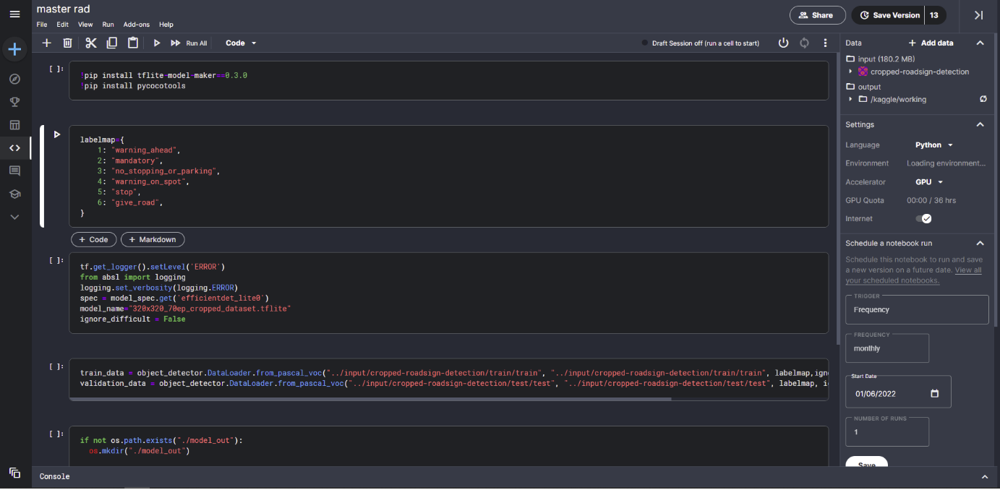 master rad
File Edit View Run Add-ons Help
Share
Save Version 13
Run All Code
Draft Session off (run a cell to start)
[ ]:
!pip install tflite-model-maker==0.3.0
!pip install pycocotools
labelmap={
1: "warning_ahead",
2: "mandatory",
3: "no_stopping_or_parking",
4: "warning_on_spot",
5: "stop",
6: "give_road",
}
+ Code + Markdown
[ ]:
tf.get_logger().setLevel('ERROR')
from absl import logging
logging.set_verbosity(logging.ERROR)
spec = model_spec.get('efficientdet_lite0')
model_name="320x320_70ep_cropped_dataset.tflite"
ignore_difficult = False
[ ]:
train_data = object_detector.DataLoader.from_pascal_voc("../input/cropped-roadsign-detection/train/train", "../input/cropped-roadsign-detection/train/train", labelmap,ign
validation_data = object_detector.DataLoader.from_pascal_voc("../input/cropped-roadsign-detection/test/test", "../input/cropped-roadsign-detection/test/test", labelmap, i
[ ]:
if not os.path.exists("./model_out"):
os.mkdir("./model_out")
Console
Data + Add data
input (180.2 MB)
cropped-roadsign-detection
output
/kaggle/working
Settings
Language Python
Environment Loading environment...
Accelerator GPU
GPU Quota 00:00 / 36 hrs
Internet
Schedule a notebook run
Schedule this notebook to run and save
a new version on a future date. View all
your scheduled notebooks.
TRIGGER
Frequency
FREQUENCY
monthly
Start Date
01/06/2022
NUMBER OF RUNS
1
Save